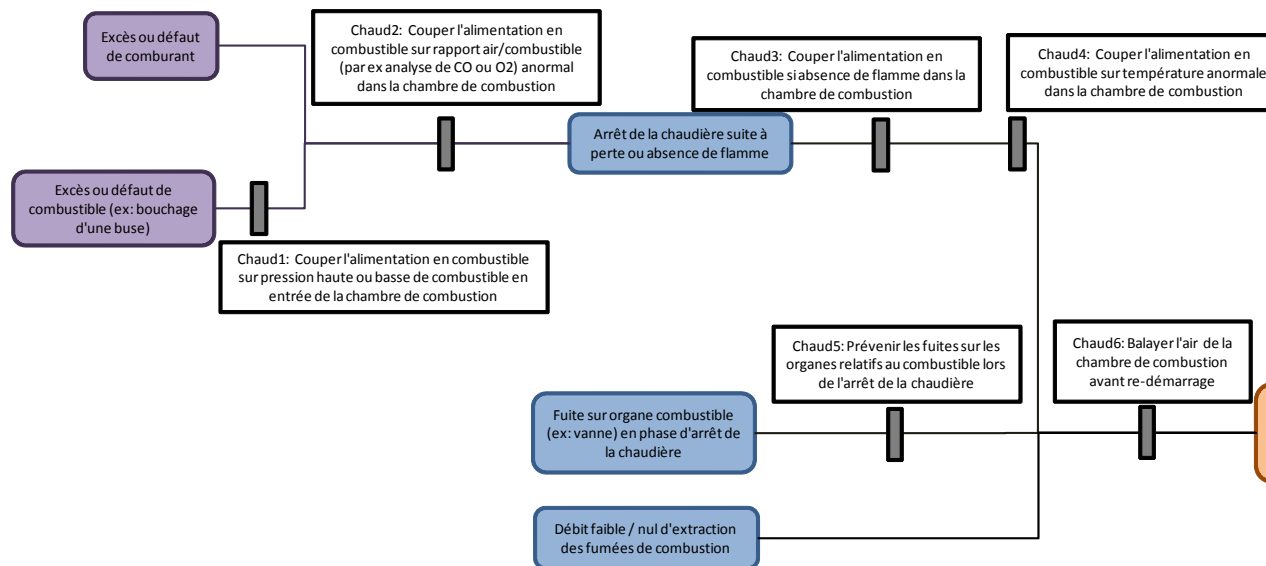 Excès ou défaut
de comburant
Chaud2: Couper l'alimentation en
combustible sur rapport air/combustible
(par ex analyse de CO ou O2) anormal
dans la chambre de combustion
Chaud3: Couper l'alimentation en
combustible si absence de flamme dans la
chambre de combustion
Chaud4: Couper l'alimentation en
combustible sur température anormale
dans la chambre de combustion
Arrêt de la chaudière suite à
perte ou absence de flamme
Excès ou défaut de
combustible (ex: bouchage
d'une buse)
Chaud1: Couper l'alimentation en combustible
sur pression haute ou basse de combustible en
entrée de la chambre de combustion
Chaud5: Prévenir les fuites sur les
organes relatifs au combustible lors
de l'arrêt de la chaudière
Chaud6: Balayer l'air de la
chambre de combustion
avant re-démarrage
Fuite sur organe combustible
(ex: vanne) en phase d'arrêt de
la chaudière
Débit faible / nul d'extraction
des fumées de combustion